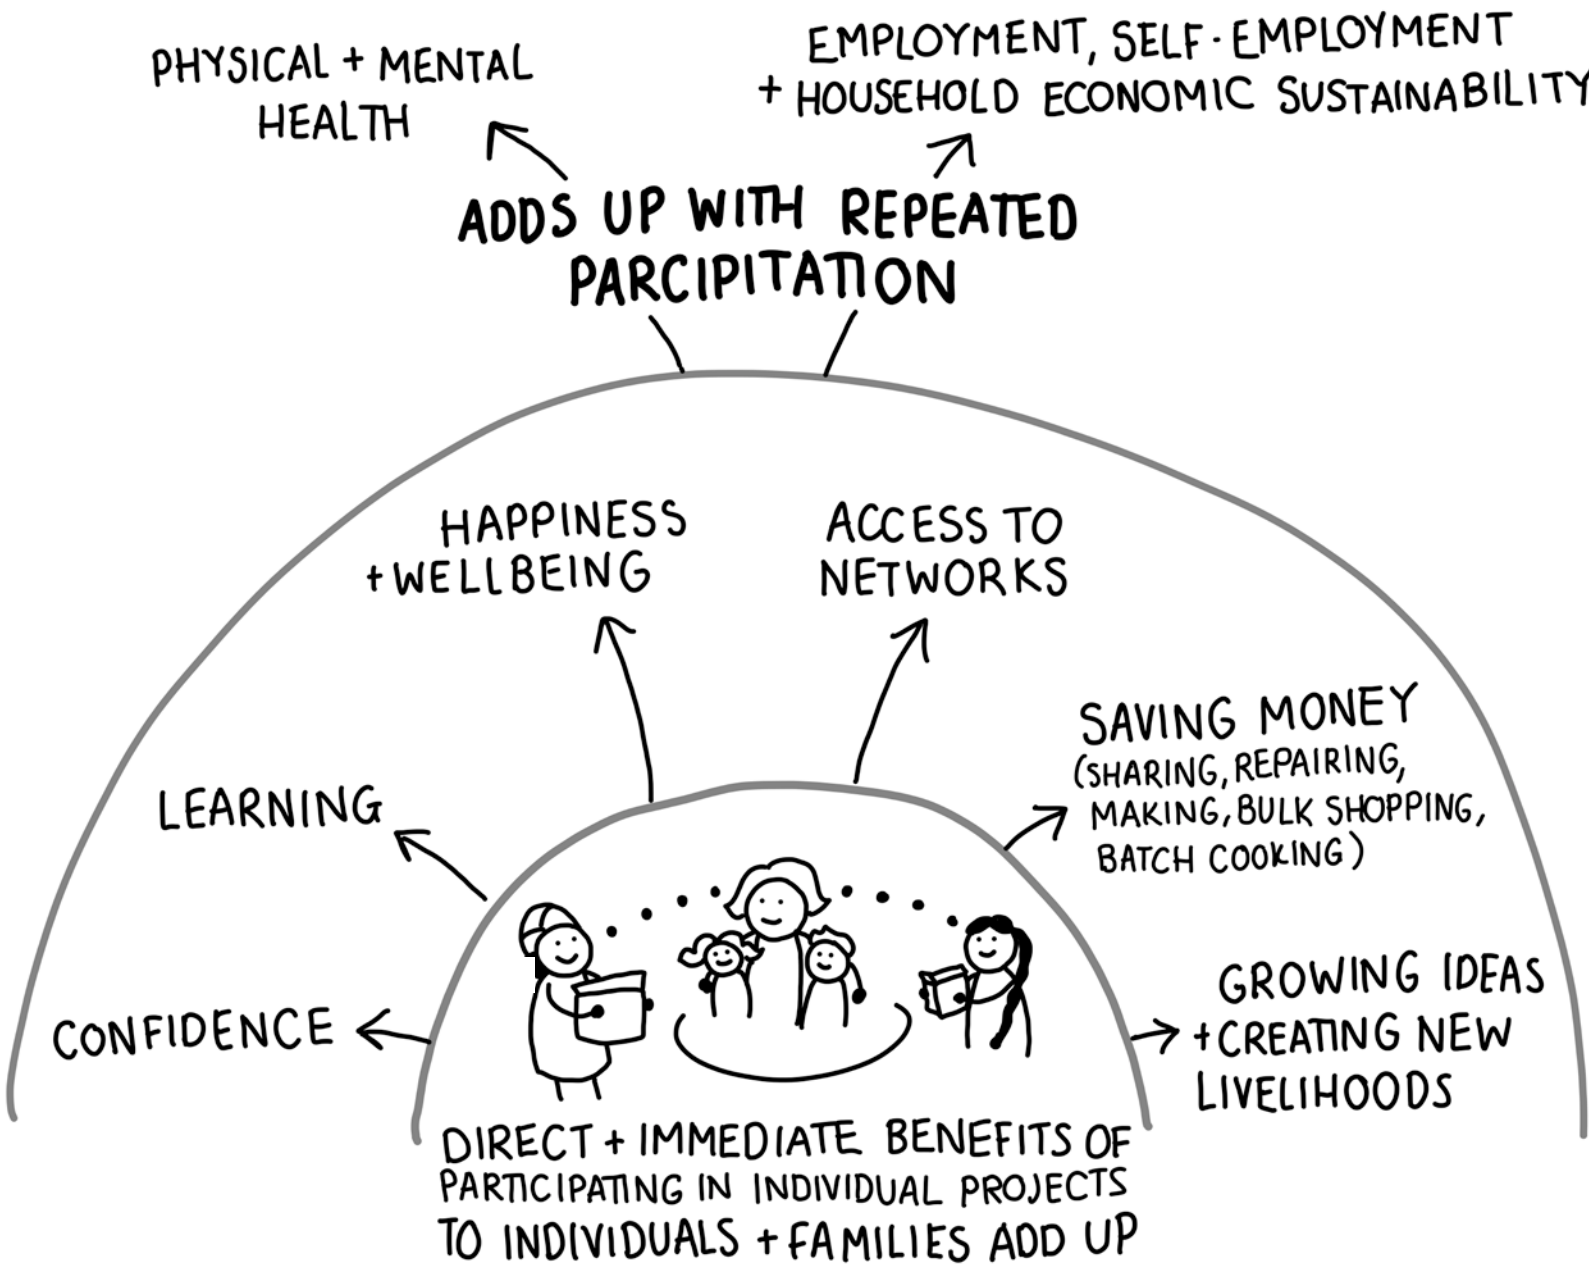 PHYSICAL + MENTAL
HEALTH
EMPLOYMENT, SELF-EMPLOYMENT
+ HOUSEHOLD ECONOMIC SUSTAINABILITY
ADDS UP WITH REPEATED
PARCIPITATION
HAPPINESS
+ WELLBEING
ACCESS TO
NETWORKS
LEARNING
SAVING MONEY
(SHARING, REPAIRING,
MAKING, BULK SHOPPING,
BATCH COOKING)
CONFIDENCE
GROWING IDEAS
+ CREATING NEW
LIVELIHOODS
DIRECT + IMMEDIATE BENEFITS OF
PARTICIPATING IN INDIVIDUAL PROJECTS
TO INDIVIDUALS + FAMILIES ADD UP